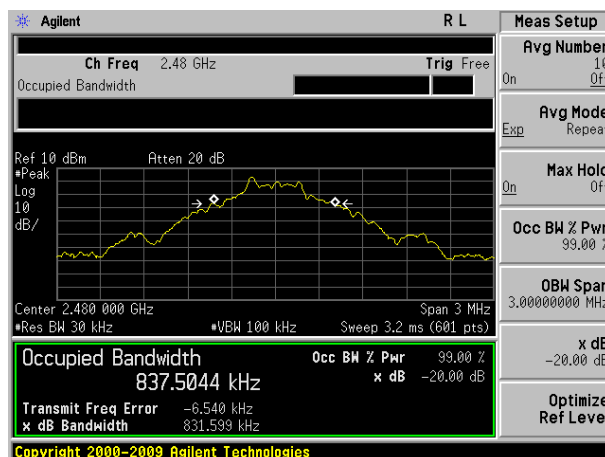 Agilent R L Meas Setup
Ch Freq 2.48 GHz Trig Free
Occupied Bandwidth
Avg Number
10
On Of
Avg Mode
Exp Repea
Max Hold
On Of
Occ BW % Pwr
99.00 %
OBW Span
3.00000000 MHz
x dB
-20.00 dB
Optimize
Ref Leve
Ref 10 dBm Atten 20 dB
#Peak
Log
10
dB/
Center 2.480 000 GHz Span 3 MHz
#Res BW 30 kHz #VBW 100 kHz Sweep 3.2 ms (601 pts)
Occupied Bandwidth Occ BW % Pwr 99.00 %
837.5044 kHz x dB -20.00 dB
Transmit Freq Error -6.540 kHz
x dB Bandwidth 831.599 kHz
Copyright 2000-2009 Agilent Technologies